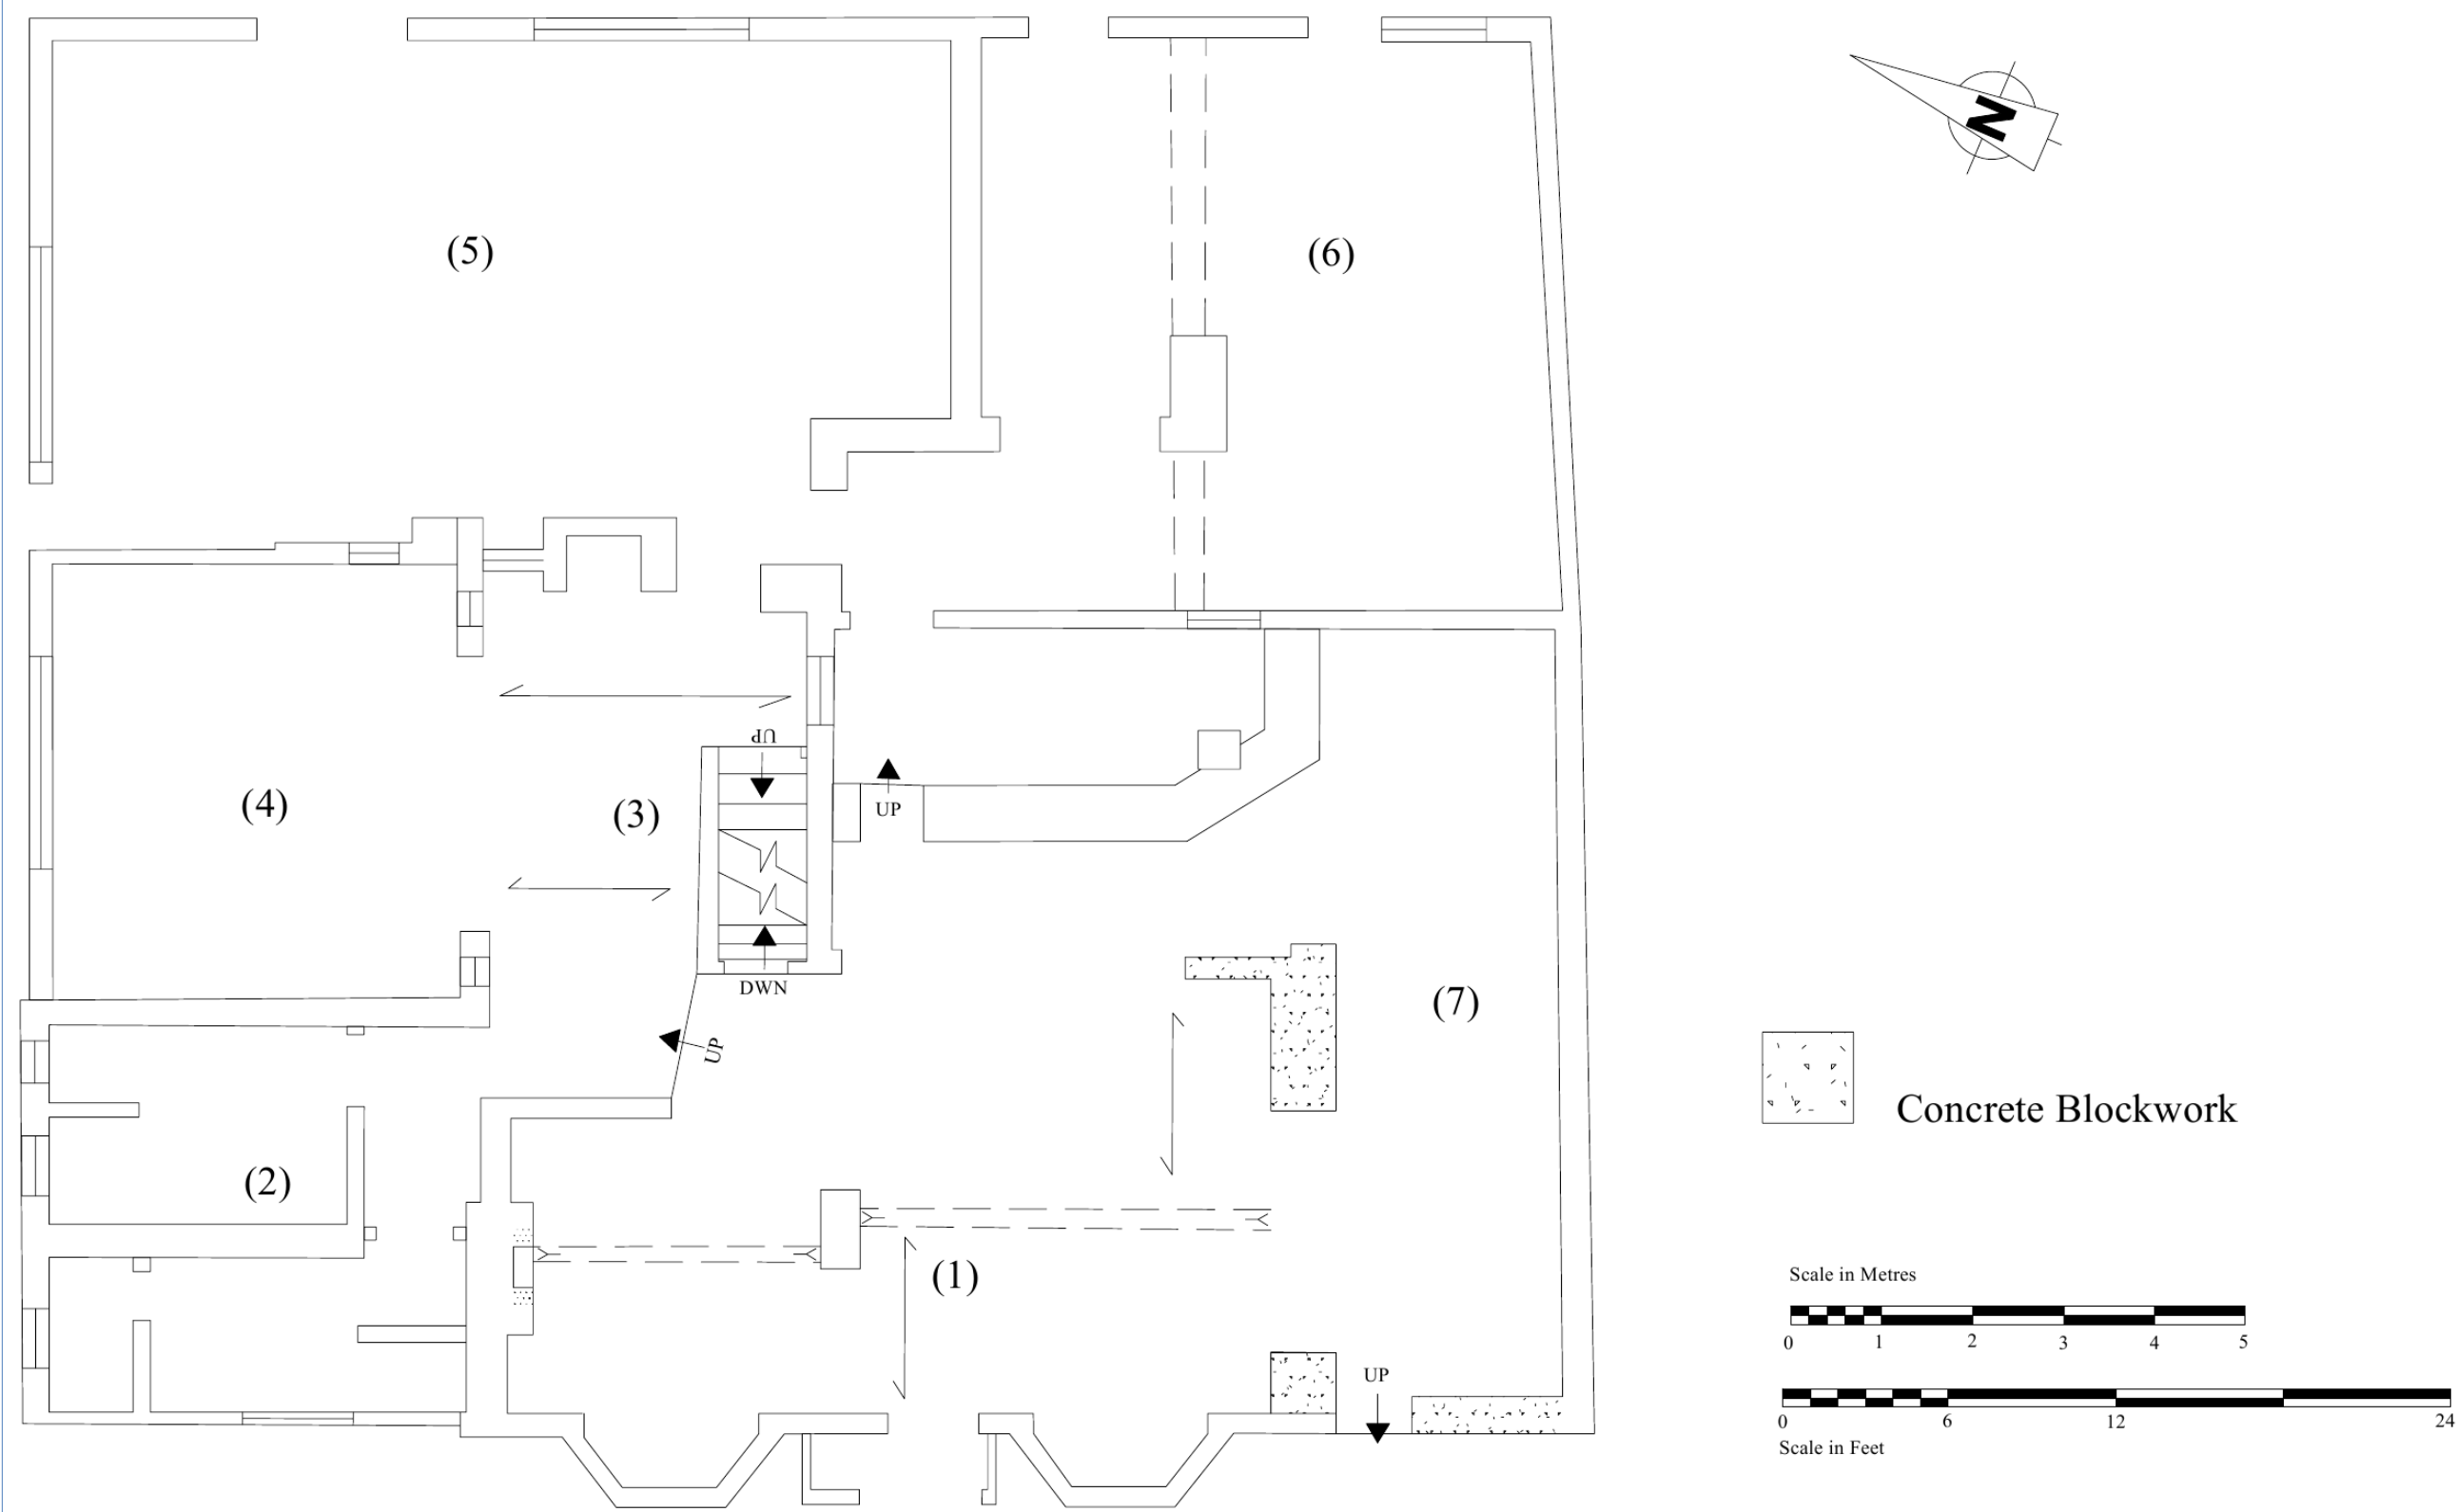 N
(5)
(6)
UP
(4)
(3)
UP
DWN
(7)
UP
Concrete Blockwork
(2)
(1)
Scale in Metres
0 1 2 3 4 5
UP
0 6 12 24
Scale in Feet